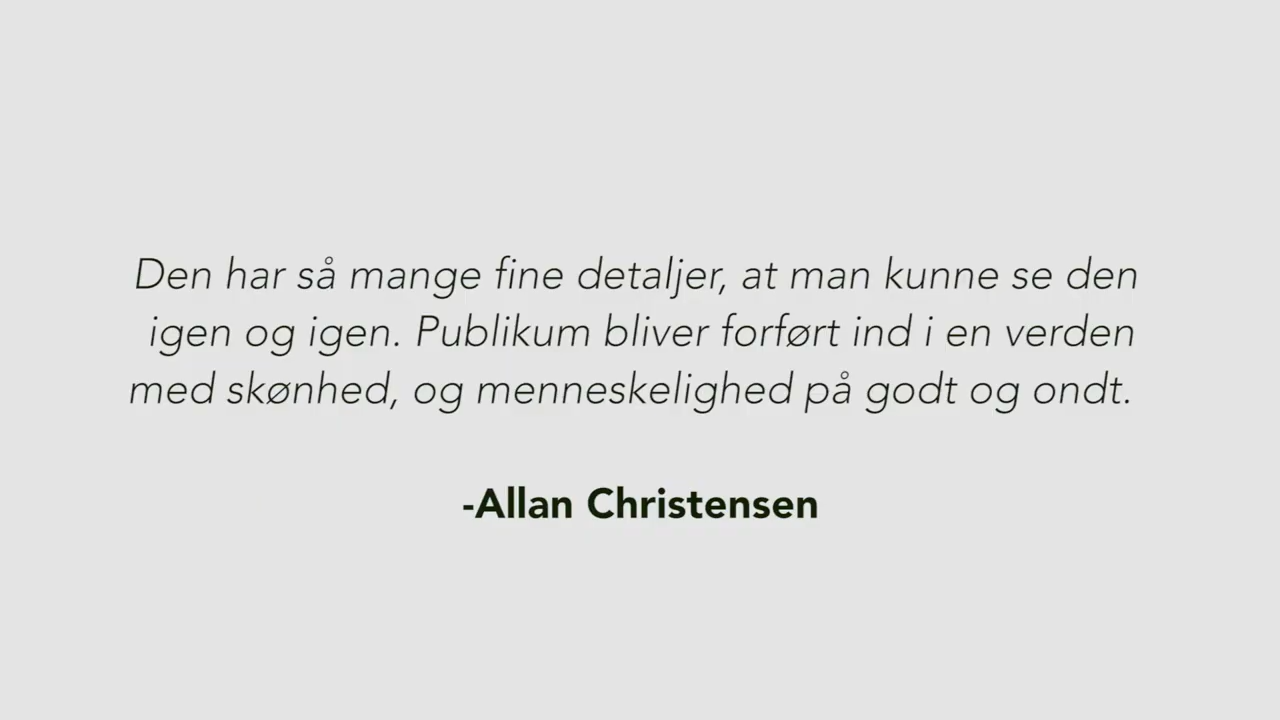 Den har så mange fine detaljer, at man kunne se den
igen og igen. Publikum bliver forført ind i en verden
med skønhed, og menneskelighed på godt og ondt.
-Allan Christensen